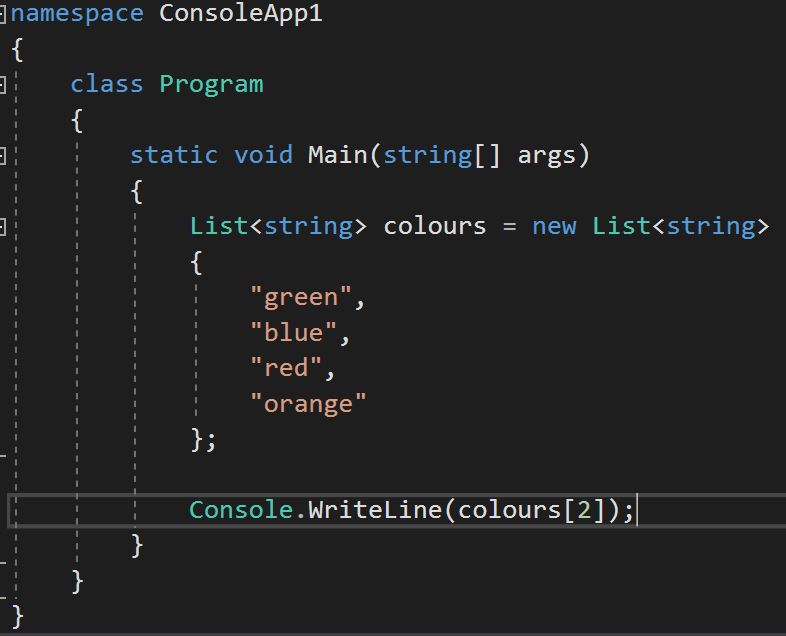 namespace ConsoleApp1
{
    class Program
    {
        static void Main(string[] args)
        {
            List<string> colours = new List<string>
            {
                "green",
                "blue",
                "red",
                "orange"
            };

            Console.WriteLine(colours[2]);
        }
    }
}